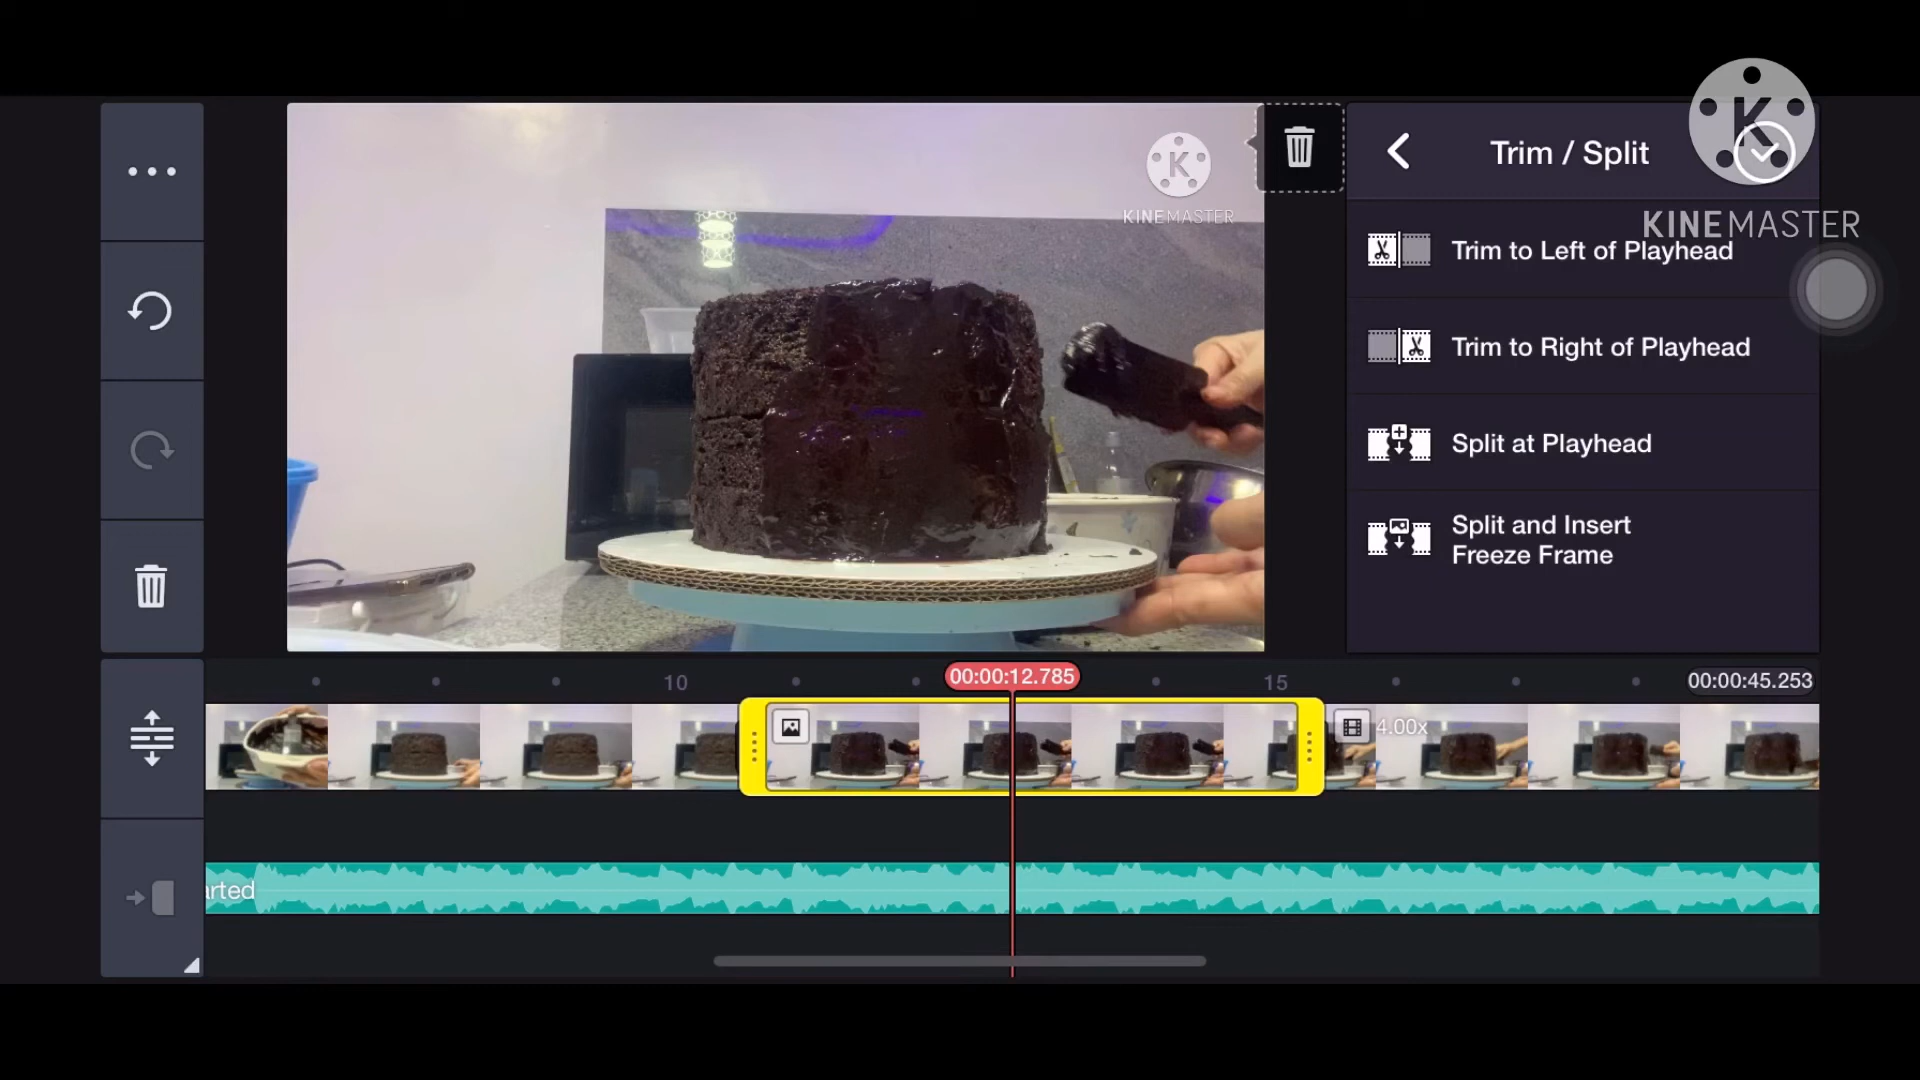 KINEMASTER
Trim / Split
KINEMASTER
Trim to Left of Playhead
Trim to Right of Playhead
Split at Playhead
Split and Insert
Freeze Frame
00:00:12.785
10
15
00:00:45.253
4.00x
arted